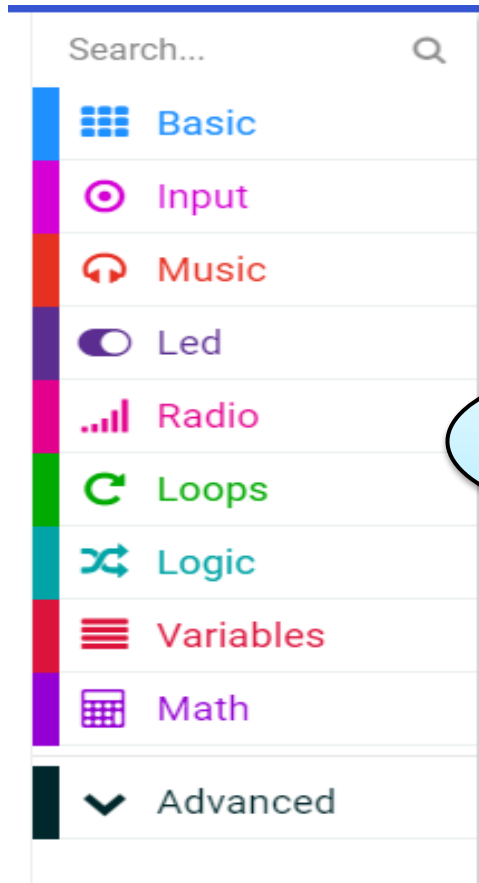 Search...
Basic
Input
Music
Led
Radio
Loops
Logic
Variables
Math
Advanced